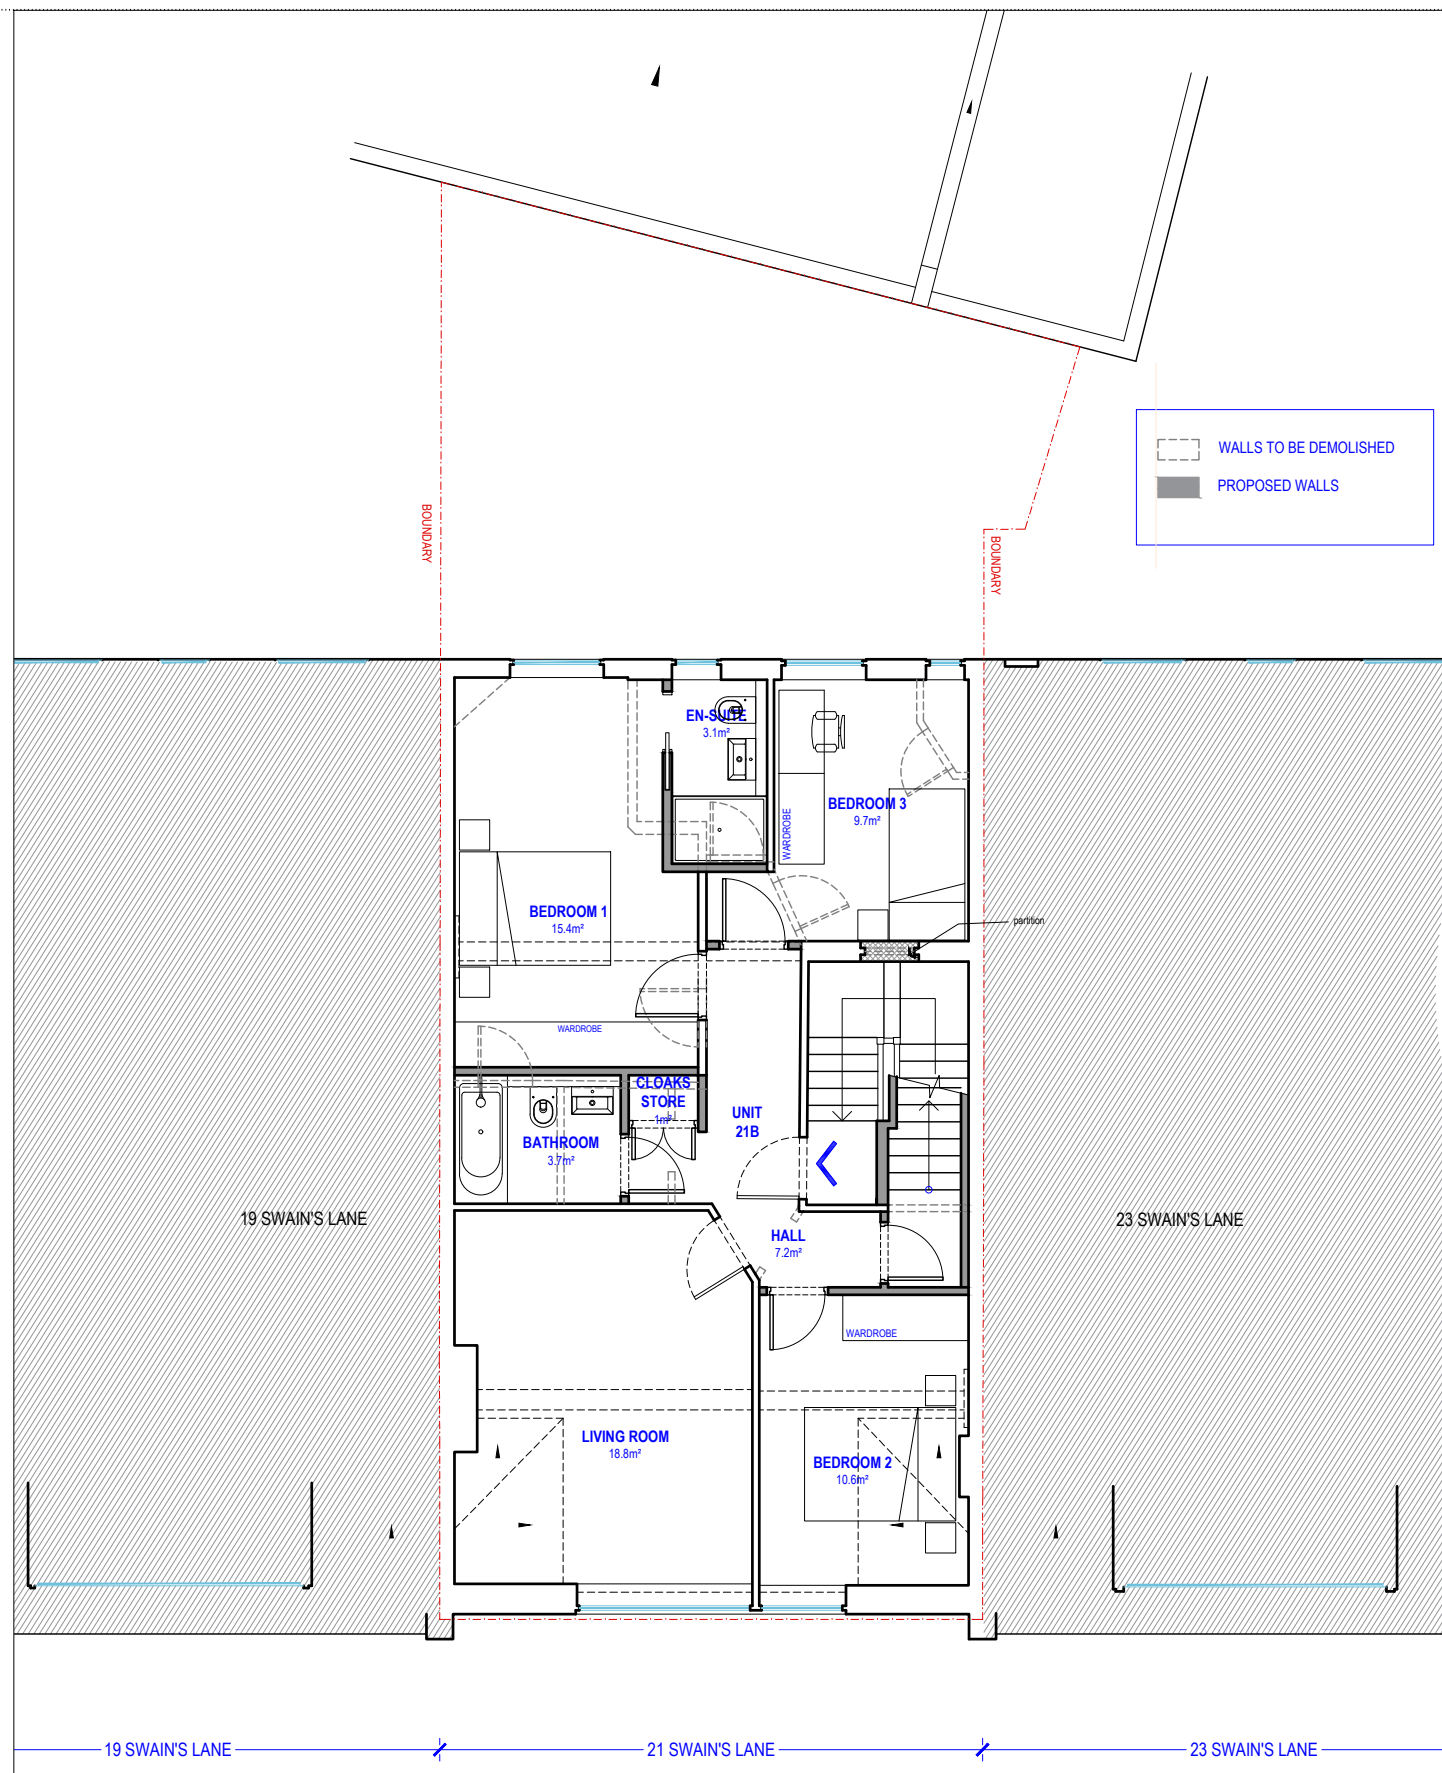 WALLS TO BE DEMOLISHED
PROPOSED WALLS
BOUNDARY
BOUNDARY
EN-SUITE
3.1m²
BEDROOM 3
9.7m²
WARDROBE
BEDROOM 1
15.4m²
partition
WARDROBE
CLOAKS
STORE
1m²
UNIT
21B
BATHROOM
3.7m²
19 SWAIN'S LANE
23 SWAIN'S LANE
HALL
7.2m²
WARDROBE
LIVING ROOM
18.8m²
BEDROOM 2
10.6m²
19 SWAIN'S LANE
21 SWAIN'S LANE
23 SWAIN'S LANE